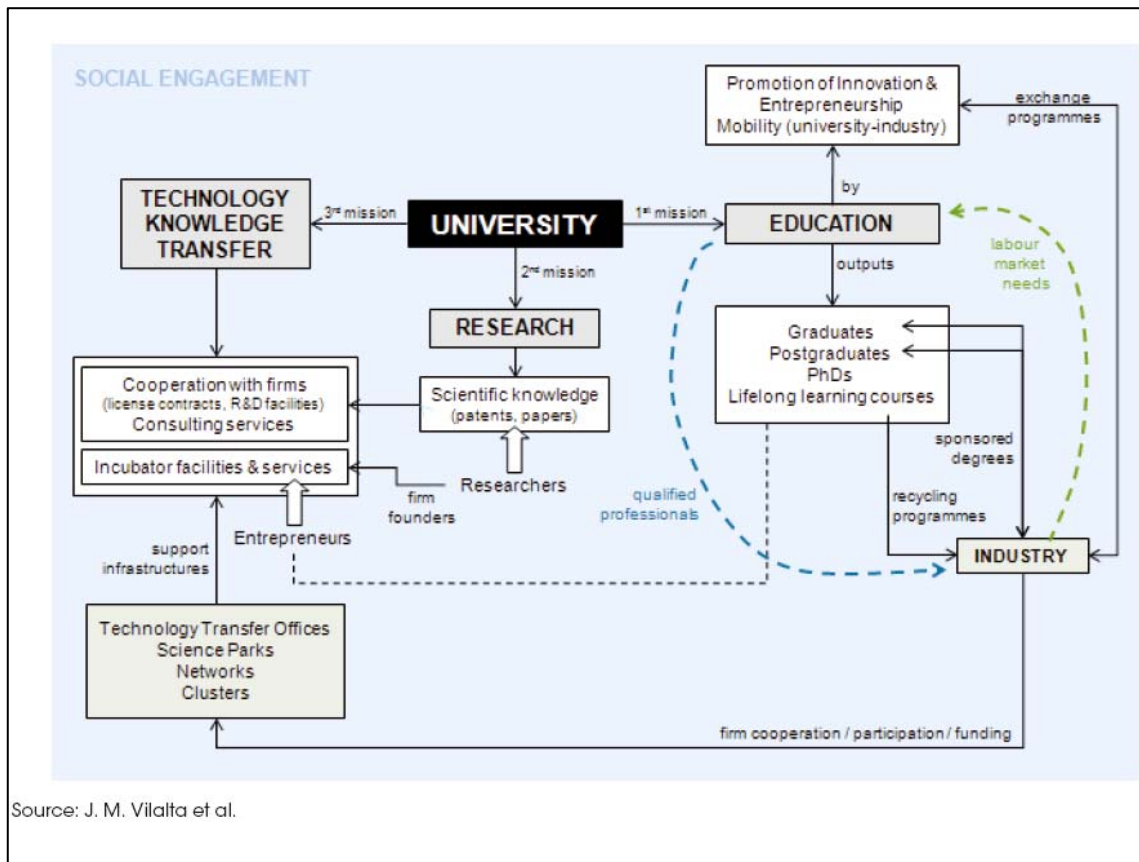 SOCIAL ENGAGEMENT
Promotion of Innovation &
Entrepreneurship
Mobility (university-industry)
exchange
programmes
by
TECHNOLOGY
KNOWLEDGE
TRANSFER
3rd mission
UNIVERSITY
1st mission
EDUCATION
labour
market
needs
2nd mission
outputs
RESEARCH
Graduates
Postgraduates
PhDs
Lifelong learning courses
Cooperation with firms
(license contracts, R&D facilities)
Consulting services
Scientific knowledge
(patents, papers)
Incubator facilities & services
Researchers
firm
founders
Entrepreneurs
qualified
professionals
sponsored
degrees
recycling
programmes
support
infrastructures
INDUSTRY
Technology Transfer Offices
Science Parks
Networks
Clusters
firm cooperation / participation / funding
Source: J. M. Vilalta et al.